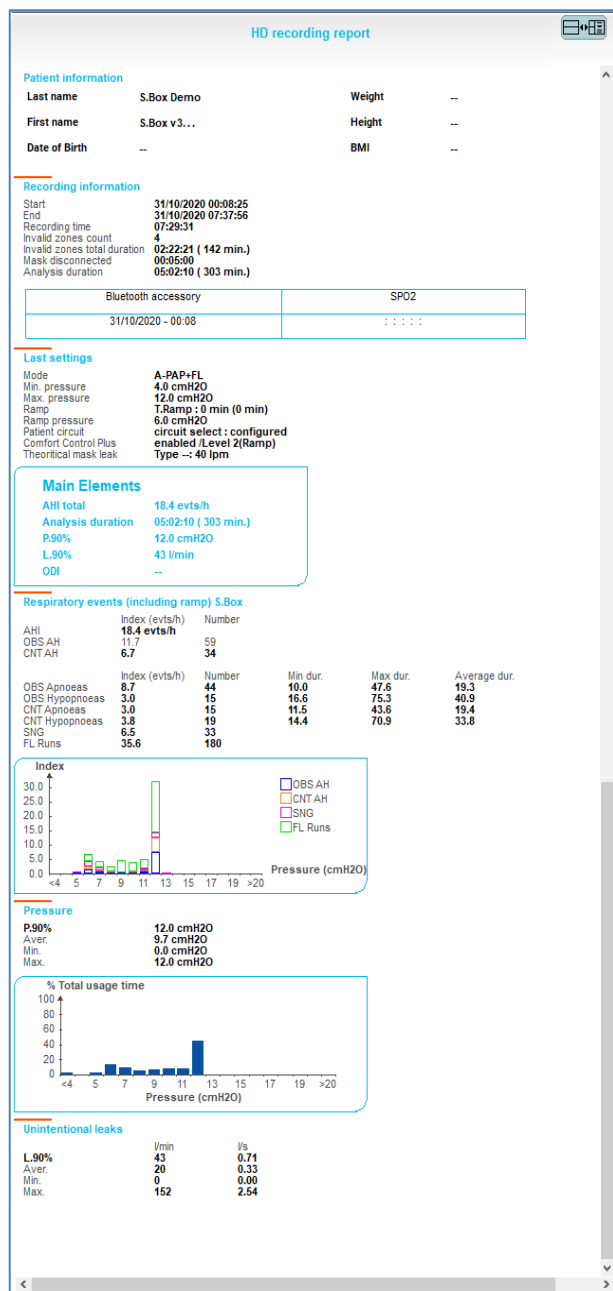 HD recording report
Patient information
Last name S.Box Demo Weight --
First name S.Box v3... Height --
Date of Birth -- BMI --
Recording information
Start 31/10/2020 00:08:25
End 31/10/2020 07:37:56
Recording time 07:29:31
Invalid zones count 4
Invalid zones total duration 02:22:21 ( 142 min.)
Mask disconnected 00:05:00
Analysis duration 05:02:10 ( 303 min.)
Bluetooth accessory SPO2
31/10/2020 - 00:08 : : : : :
Last settings
Mode A-PAP+FL
Min. pressure 4.0 cmH2O
Max. pressure 12.0 cmH2O
Ramp T.Ramp : 0 min (0 min)
Ramp pressure 6.0 cmH2O
Patient circuit circuit select : configured
Comfort Control Plus enabled /Level 2(Ramp)
Theoritical mask leak Type --: 40 lpm
Main Elements
AHI total 18.4 evts/h
Analysis duration 05:02:10 ( 303 min.)
P.90% 12.0 cmH2O
L.90% 43 l/min
ODI --
Respiratory events (including ramp) S.Box
Index (evts/h) Number
AHI 18.4 evts/h
OBS AH 11.7 59
CNT AH 6.7 34
Index (evts/h) Number Min dur. Max dur. Average dur.
OBS Apnoeas 8.7 44 10.0 47.6 19.3
OBS Hypopnoeas 3.0 15 16.6 75.3 40.9
CNT Apnoeas 3.0 15 11.5 43.6 19.4
CNT Hypopnoeas 3.8 19 14.4 70.9 33.8
SNG 6.5 33
FL Runs 35.6 180
Index
30.0
25.0
20.0
15.0
10.0
5.0
0.0
OBS AH
CNT AH
SNG
FL Runs
Pressure (cmH2O)
<4 5 7 9 11 13 15 17 19 >20
Pressure
P.90% 12.0 cmH2O
Aver. 9.7 cmH2O
Min. 0.0 cmH2O
Max. 12.0 cmH2O
% Total usage time
100
80
60
40
20
0
<4 5 7 9 11 13 15 17 19 >20
Pressure (cmH2O)
Unintentional leaks
l/min l/s
L.90% 43 0.71
Aver. 20 0.33
Min. 0 0.00
Max. 152 2.54